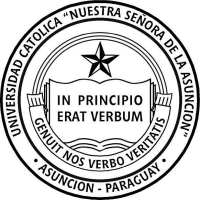 UNIVERSIDAD CATOLICA "NUESTRA SEÑORA DE LA ASUNCION"
IN PRINCIPIO
ERAT VERBUM
GENUIT NOS VERBO VERITATIS
· ASUNCION - PARAGUAY ·